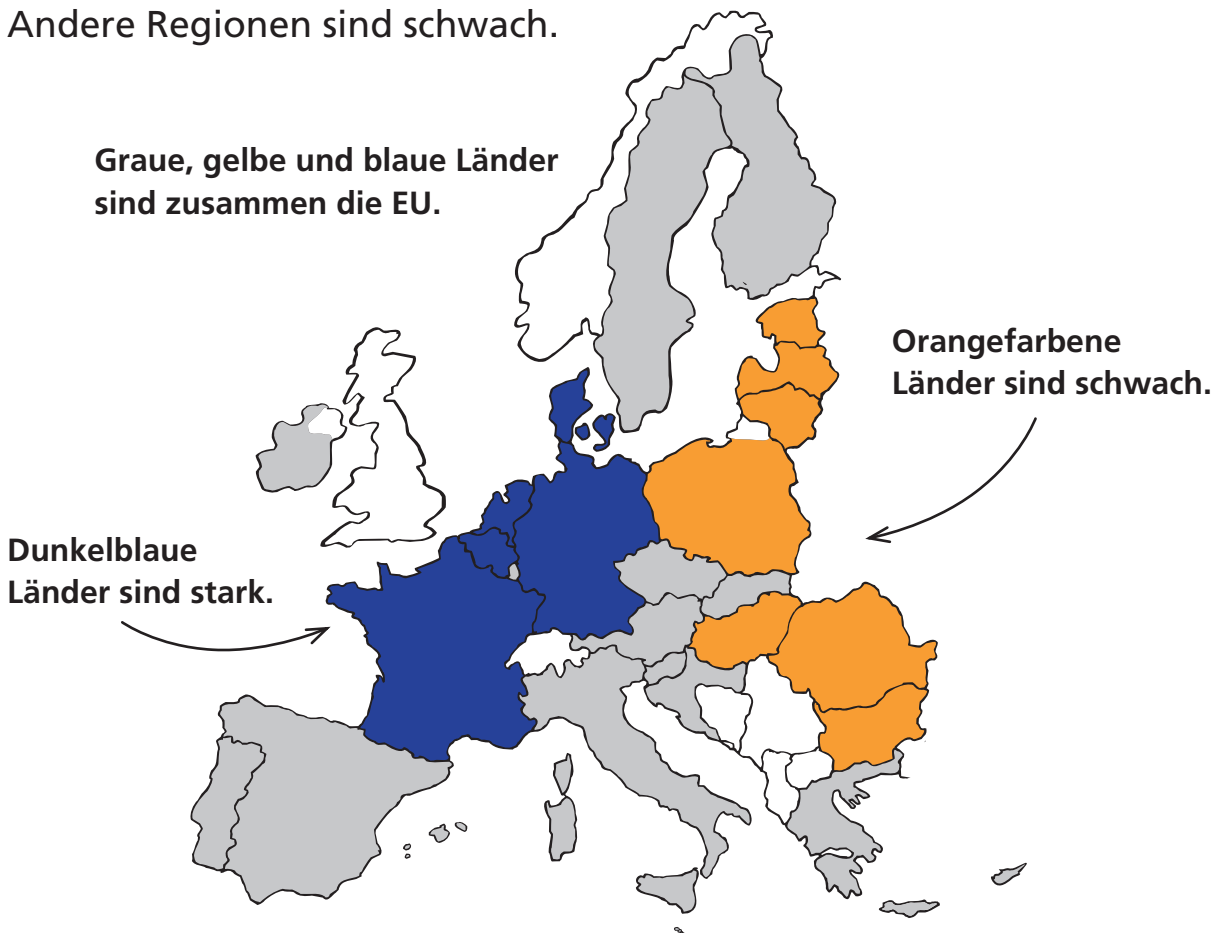 Andere Regionen sind schwach.
Graue, gelbe und blaue Länder
sind zusammen die EU.
Orangefarbene
Länder sind schwach.
Dunkelblaue
Länder sind stark.